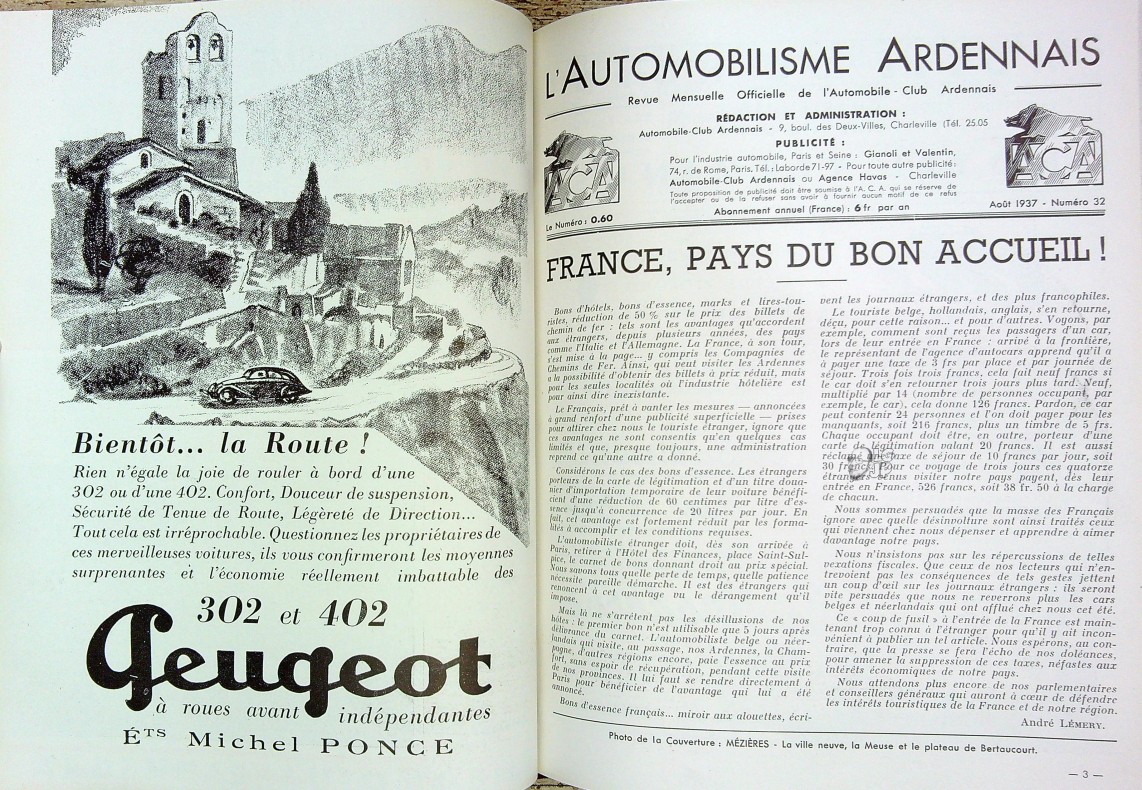 Bientôt... la Route !
Rien n'égale la joie de rouler à bord d'une
302 ou d'une 402. Confort, Douceur de suspension,
Sécurité de Tenue de Route, Légèreté de Direction...
Tout cela est irréprochable. Questionnez les propriétaires de
ces merveilleuses voitures, ils vous confirmeront les moyennes
surprenantes et l'économie réellement imbattable des
302 et 402
Peugeot
à roues avant indépendantes
ÉTS Michel PONCE
L'AUTOMOBILISME ARDENNAIS
Revue Mensuelle Officielle de l'Automobile-Club Ardennais
RÉDACTION ET ADMINISTRATION :
Automobile-Club Ardennais - 9, boul. des Deux-Villes, Charleville (Tél. 25.05
PUBLICITÉ :
Pour l'industrie automobile, Paris et Seine : Gianoli et Valentin,
74, r. de Rome, Paris. Tél. : Laborde 71-97 - Pour toute autre publicité :
Automobile-Club Ardennais ou Agence Havas - Charleville
Toute proposition de publicité doit être soumise à l'A. C. A. qui se réserve de
l'accepter ou de la refuser sans avoir à fournir aucun motif de ce refus
Abonnement annuel (France) : 6 fr par an
ACA
ACA
Le Numéro : 0.60
Août 1937 - Numéro 32
FRANCE, PAYS DU BON ACCUEIL !
Bons d'hôtels, bons d'essence, marks et lires-tou-
ristes, réduction de 50 % sur le prix des billets de
chemin de fer : tels sont les avantages qu'accordent
aux étrangers, depuis plusieurs années, des pays
comme l'Italie et l'Allemagne. La France, à son tour,
s'est mise à la page... y compris les Compagnies de
Chemins de Fer. Ainsi, qui veut visiter les Ardennes
a la possibilité d'obtenir des billets à prix réduit, mais
pour les seules localités où l'industrie hôtelière est
pour ainsi dire inexistante.
Le Français, prêt à vanter les mesures — annoncées
à grand renfort d'une publicité superficielle — prises
pour attirer chez nous le touriste étranger, ignore que
ces avantages ne sont consentis qu'en quelques cas
limités et que, presque toujours, une administration
reprend ce qu'une autre a donné.
Considérons le cas des bons d'essence. Les étrangers
porteurs de la carte de légitimation et d'un titre doua-
nier d'importation temporaire de leur voiture bénéfi-
cient d'une réduction de 60 centimes par litre d'es-
sence jusqu'à concurrence de 20 litres par jour. En
fait, cet avantage est fortement réduit par les forma-
lités à accomplir et les conditions requises.
L'automobiliste étranger doit, dès son arrivée à
Paris, retirer à l'Hôtel des Finances, place Saint-Sul-
pice, le carnet de bons donnant droit au prix spécial.
Nous savons tous quelle perte de temps, quelle patience
nécessite pareille démarche. Il est des étrangers qui
renoncent à cet avantage vu le dérangement qu'il
impose.
Mais là ne s'arrêtent pas les désillusions de nos
hôtes : le premier bon n'est utilisable que 5 jours après
délivrance du carnet. L'automobiliste belge ou néer-
landais qui visite, au passage, nos Ardennes, la Cham-
pagne, d'autres régions encore, paie l'essence au prix
fort, sans espoir de récupération, pendant cette visite
de nos provinces. Il lui faut se rendre directement à
Paris pour bénéficier de l'avantage qui lui a été
annoncé.
Bons d'essence français... miroir aux alouettes, écri-
vent les journaux étrangers, et des plus francophiles.
Le touriste belge, hollandais, anglais, s'en retourne,
déçu, pour cette raison... et pour d'autres. Voyons, par
exemple, comment sont reçus les passagers d'un car,
lors de leur entrée en France : arrivé à la frontière,
le représentant de l'agence d'autocars apprend qu'il a
à payer une taxe de 3 frs par place et par journée de
séjour. Trois fois trois francs, cela fait neuf francs si
le car doit s'en retourner trois jours plus tard. Neuf,
multiplié par 14 (nombre de personnes occupant, par
exemple, le car), cela donne 126 francs. Pardon, ce car
peut contenir 24 personnes et l'on doit payer pour les
manquants, soit 216 francs, plus un timbre de 5 frs.
Chaque occupant doit être, en outre, porteur d'une
carte de légitimation valant 20 francs. Il est aussi
réclamé taxe de séjour de 10 francs par jour, soit
30 pour ce voyage de trois jours ces quatorze
étrangers venus visiter notre pays payent, dès leur
entrée en France, 526 francs, soit 38 fr. 50 à la charge
de chacun.
Nous sommes persuadés que la masse des Français
ignore avec quelle désinvolture sont ainsi traités ceux
qui viennent chez nous dépenser et apprendre à aimer
davantage notre pays.
Nous n'insistons pas sur les répercussions de telles
vexations fiscales. Que ceux de nos lecteurs qui n'en-
trevoient pas les conséquences de tels gestes jettent
un coup d'œil sur les journaux étrangers : ils seront
vite persuadés que nous ne reverrons plus les cars
belges et néerlandais qui ont afflué chez nous cet été.
Ce « coup de fusil » à l'entrée de la France est main-
tenant trop connu à l'étranger pour qu'il y ait incon-
vénient à publier un tel article. Nous espérons, au con-
traire, que la presse se fera l'écho de nos doléances,
pour amener la suppression de ces taxes, néfastes aux
intérêts économiques de notre pays.
Nous attendons plus encore de nos parlementaires
et conseillers généraux qui auront à cœur de défendre
les intérêts touristiques de la France et de notre région.
André LÉMERY.
Photo de la Couverture : MÉZIÈRES - La ville neuve, la Meuse et le plateau de Bertaucourt.
— 3 —